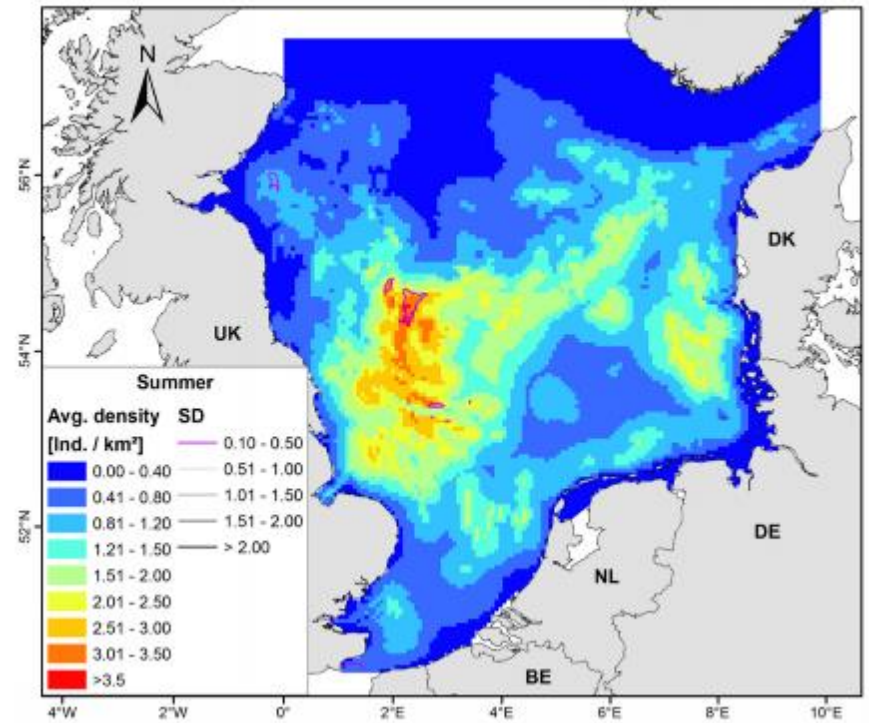 N
56°N
DK
UK
54°N
Summer
Avg. density SD
[Ind. / km²]
0.10 - 0.50
0.00 - 0.40
0.51 - 1.00
0.41 - 0.80
1.01 - 1.50
0.81 - 1.20
1.51 - 2.00
1.21 - 1.50
> 2.00
1.51 - 2.00
2.01 - 2.50
2.51 - 3.00
3.01 - 3.50
>3.5
52°N
DE
NL
BE
4°W 2°W 0° 2°E 4°E 6°E 8°E 10°E